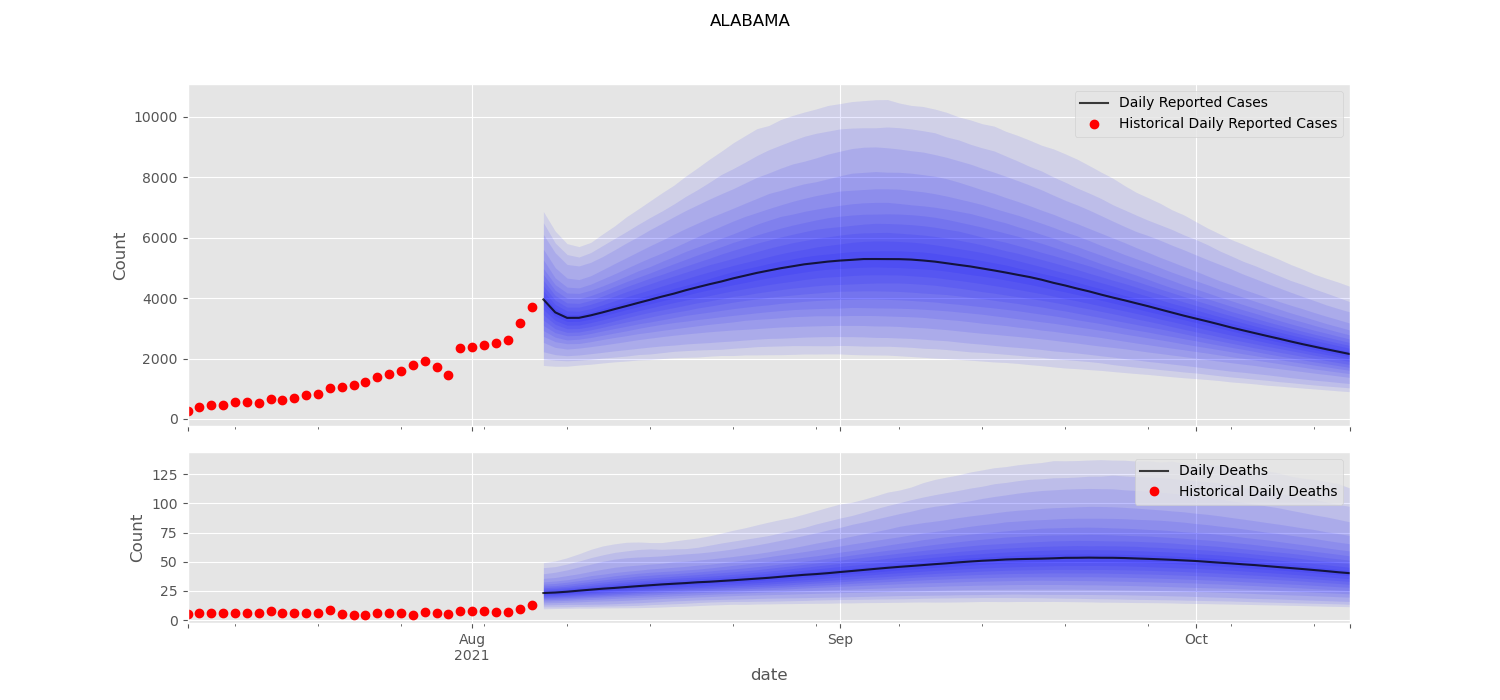 ALABAMA
Daily Reported Cases
Historical Daily Reported Cases
10000
8000
6000
4000
2000
0
Count
Daily Deaths
Historical Daily Deaths
125
100
75
50
25
0
Count
Aug
2021
Sep
Oct
date